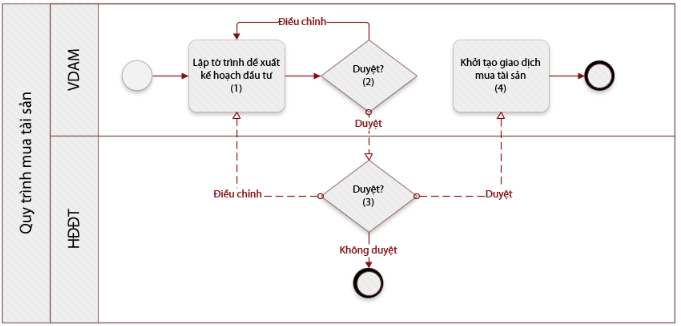 Quy trình mua tài sản
VDAM
HĐĐT
Điều chỉnh
Lập tờ trình đề xuất
kế hoạch đầu tư
(1)
Duyệt?
(2)
Khởi tạo giao dịch
mua tài sản
(4)
Duyệt
Duyệt?
(3)
Điều chỉnh
Duyệt
Không duyệt